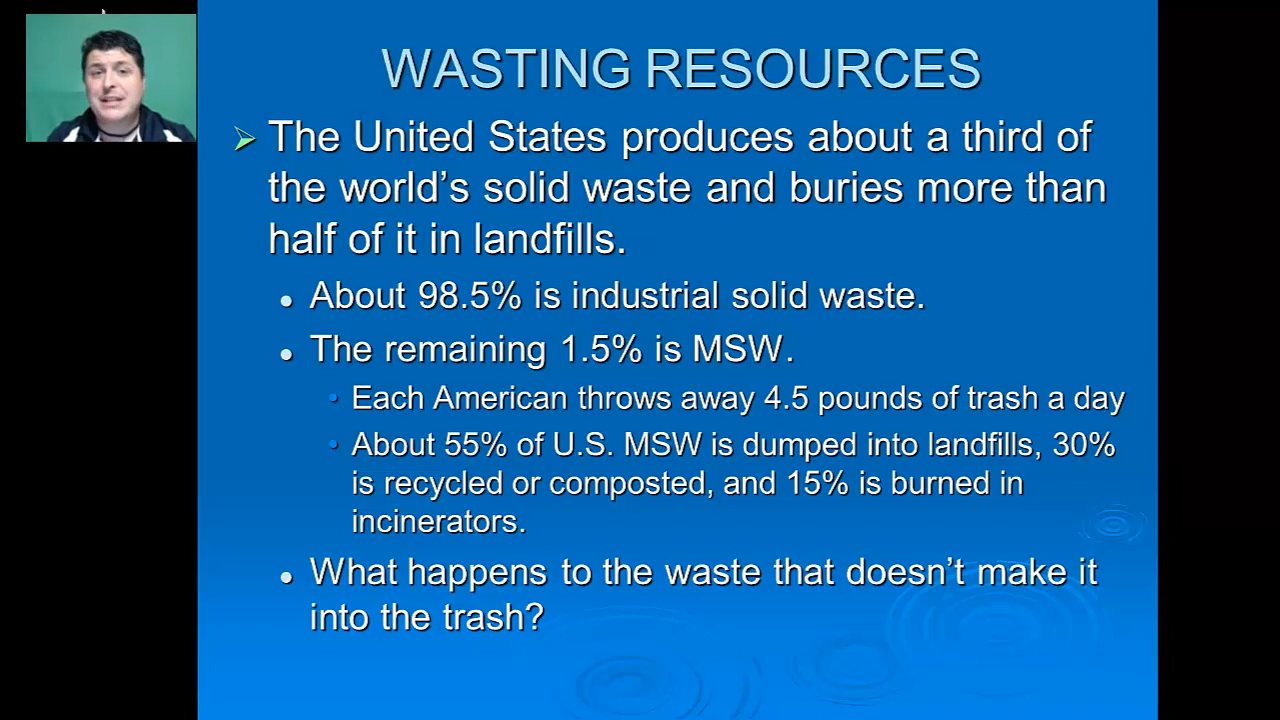 WASTING RESOURCES
The United States produces about a third of
the world's solid waste and buries more than
half of it in landfills.
About 98.5% is industrial solid waste.
The remaining 1.5% is MSW.
Each American throws away 4.5 pounds of trash a day
About 55% of U.S. MSW is dumped into landfills, 30%
is recycled or composted, and 15% is burned in
incinerators.
What happens to the waste that doesn't make it
into the trash?